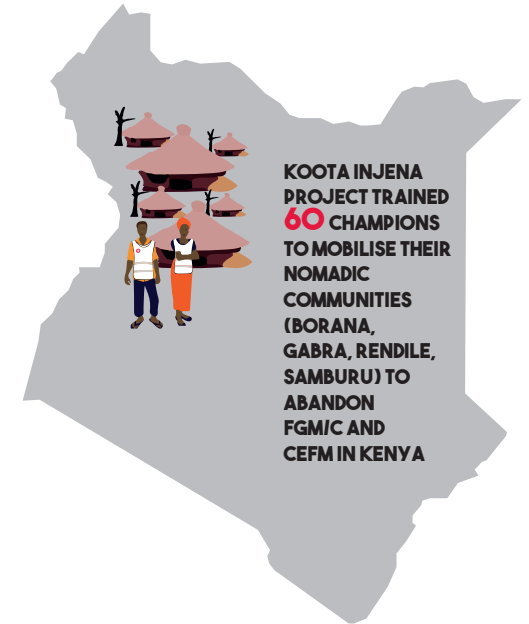 KOOTA INJENA
PROJECT TRAINED
60 CHAMPIONS
TO MOBILISE THEIR
NOMADIC
COMMUNITIES
(BORANA,
GABRA, RENDILE,
SAMBURU) TO
ABANDON
FGM/C AND
CEFM IN KENYA